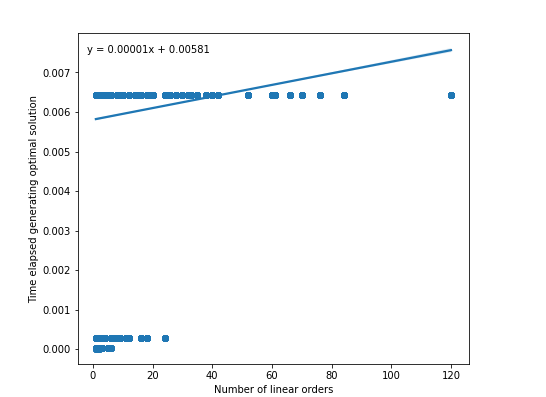 y = 0.00001x + 0.00581
0.007
0.006
0.005
0.004
0.003
0.002
0.001
0.000
Time elapsed generating optimal solution
0 20 40 60 80 100 120
Number of linear orders